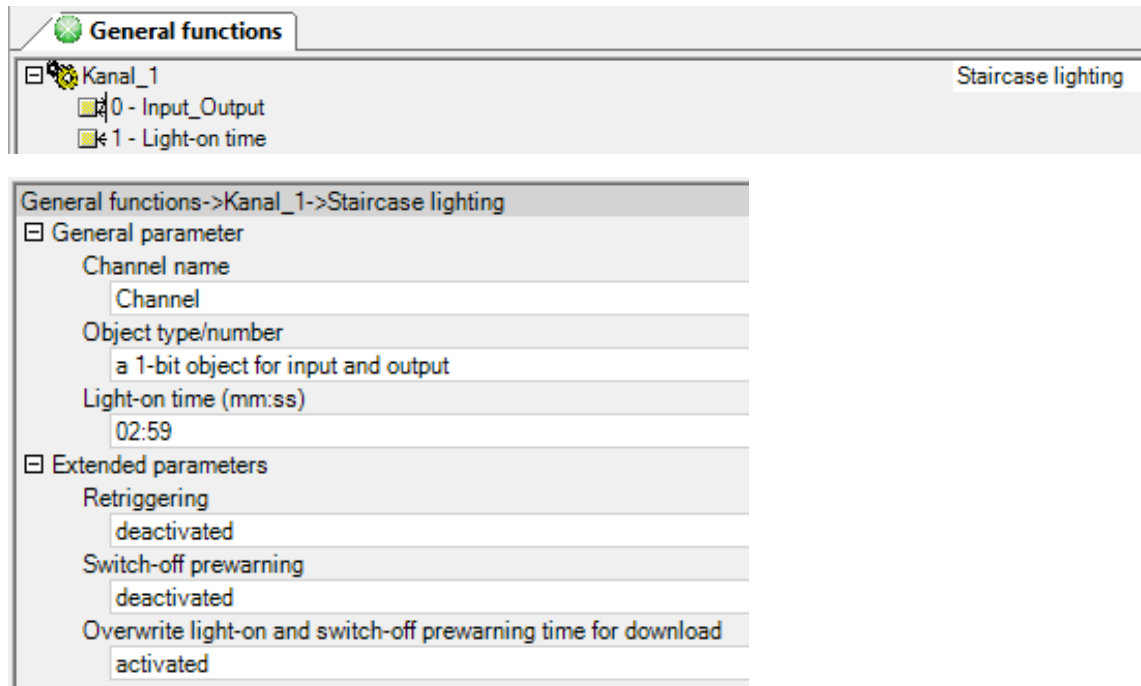 General functions
Kanal_1 Staircase lighting
0 - Input_Output
1 - Light-on time
General functions->Kanal_1->Staircase lighting
General parameter
Channel name
Channel
Object type/number
a 1-bit object for input and output
Light-on time (mm:ss)
02:59
Extended parameters
Retriggering
deactivated
Switch-off prewarning
deactivated
Overwrite light-on and switch-off prewarning time for download
activated